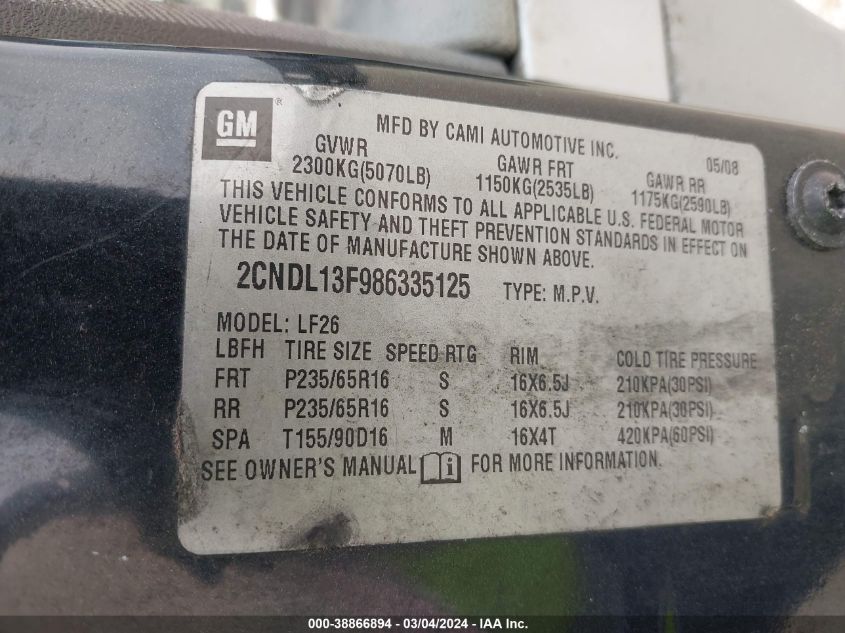 GM®
MFD BY CAMI AUTOMOTIVE INC. 05/08
GVWR GAWR FRT GAWR RR
2300KG(5070LB) 1150KG(2535LB) 1175KG(2590LB)
THIS VEHICLE CONFORMS TO ALL APPLICABLE U.S. FEDERAL MOTOR
VEHICLE SAFETY AND THEFT PREVENTION STANDARDS IN EFFECT ON
THE DATE OF MANUFACTURE SHOWN ABOVE.
2CNDL13F986335125 TYPE: M.P.V.
MODEL: LF26
LBFH TIRE SIZE SPEED RTG RIM COLD TIRE PRESSURE
FRT P235/65R16 S 16X6.5J 210KPA(30PSI)
RR P235/65R16 S 16X6.5J 210KPA(30PSI)
SPA T155/90D16 M 16X4T 420KPA(60PSI)
SEE OWNER'S MANUAL i FOR MORE INFORMATION.
000-38866894 — 03/04/2024 — IAA Inc.